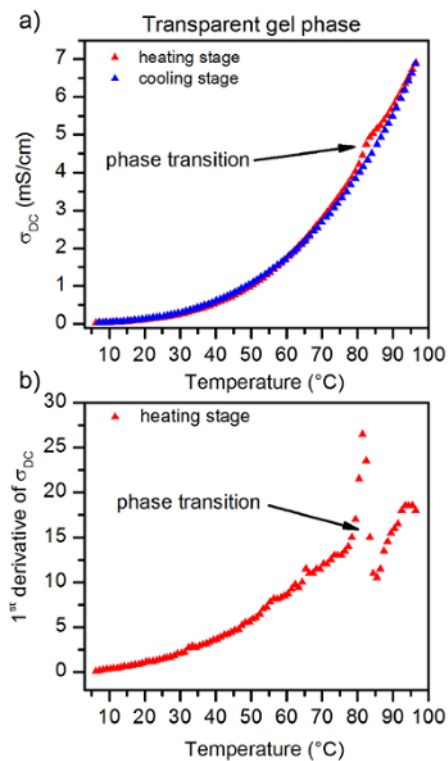 a) Transparent gel phase
heating stage
cooling stage
phase transition
σDC (mS/cm)
7
6
5
4
3
2
1
0
10 20 30 40 50 60 70 80 90 100
Temperature (°C)
b)
heating stage
phase transition
1st derivative of σDC
30
25
20
15
10
5
0
10 20 30 40 50 60 70 80 90 100
Temperature (°C)